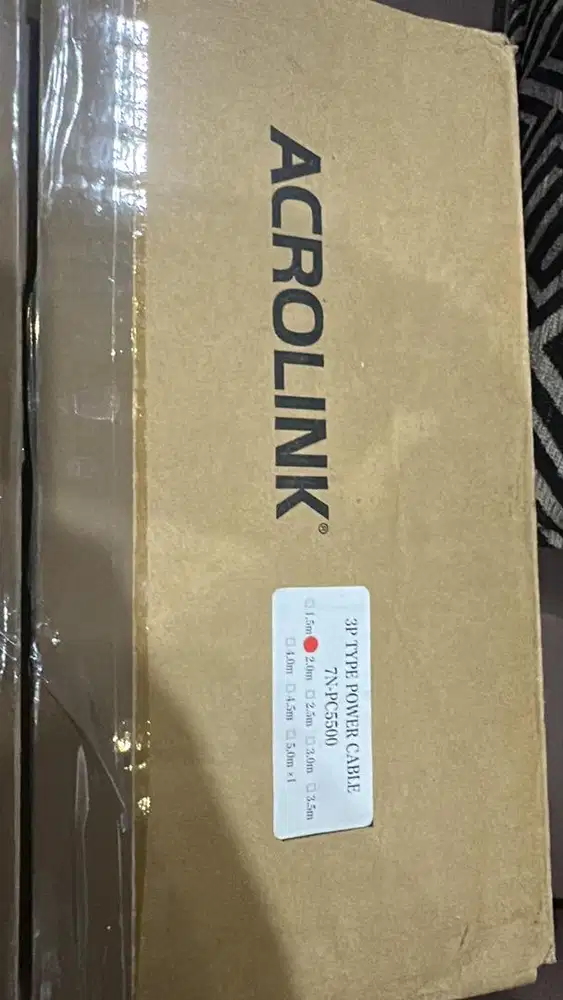 ACROLINK®
3P TYPE POWER CABLE
7N-PC5500
□ 1.5m 2.0m □ 2.5m □ 3.0m □ 3.5m
□ 4.0m □ 4.5m □ 5.0m ×1